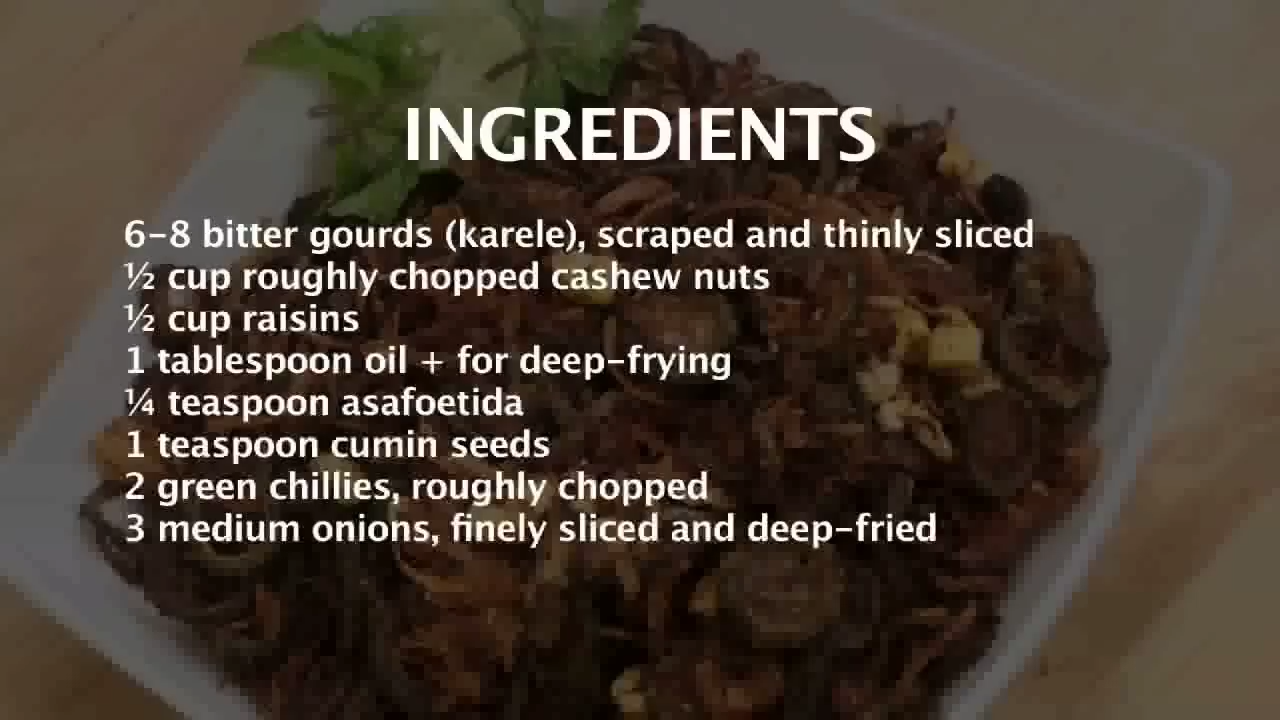 INGREDIENTS
6-8 bitter gourds (karele), scraped and thinly sliced
½ cup roughly chopped cashew nuts
½ cup raisins
1 tablespoon oil + for deep-frying
¼ teaspoon asafoetida
1 teaspoon cumin seeds
2 green chillies, roughly chopped
3 medium onions, finely sliced and deep-fried